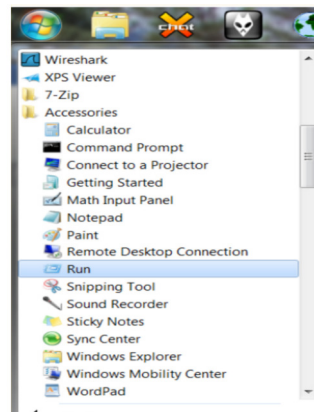 chat
Wireshark
XPS Viewer
7-Zip
Accessories
Calculator
Command Prompt
Connect to a Projector
Getting Started
Math Input Panel
Notepad
Paint
Remote Desktop Connection
Run
Snipping Tool
Sound Recorder
Sticky Notes
Sync Center
Windows Explorer
Windows Mobility Center
WordPad